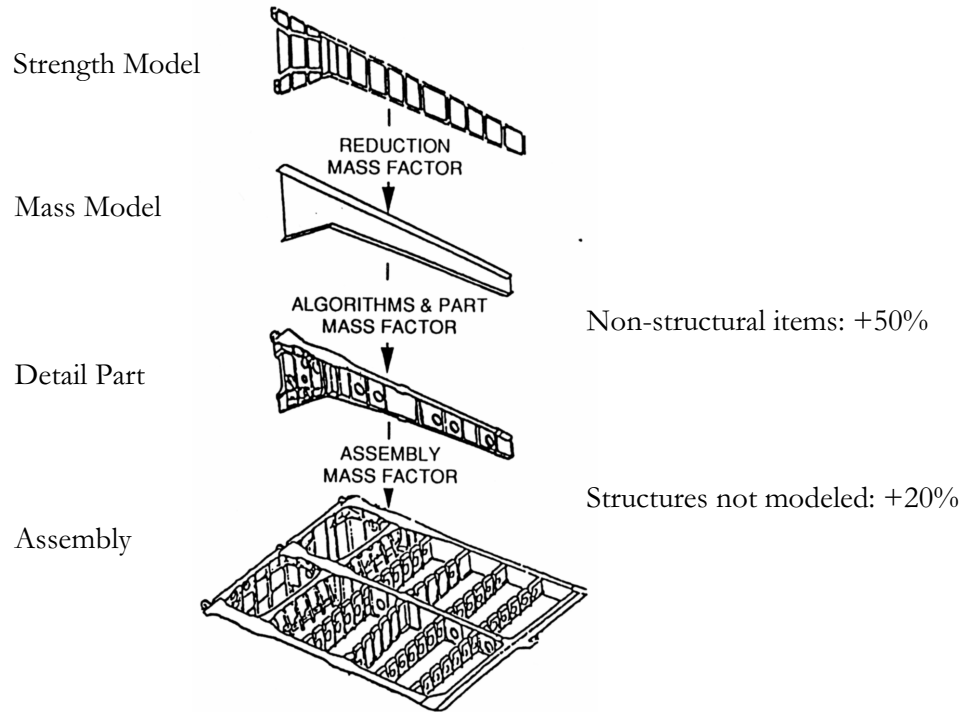 Strength Model
REDUCTION
MASS FACTOR
Mass Model
ALGORITHMS & PART
MASS FACTOR
Non-structural items: +50%
Detail Part
ASSEMBLY
MASS FACTOR
Structures not modeled: +20%
Assembly